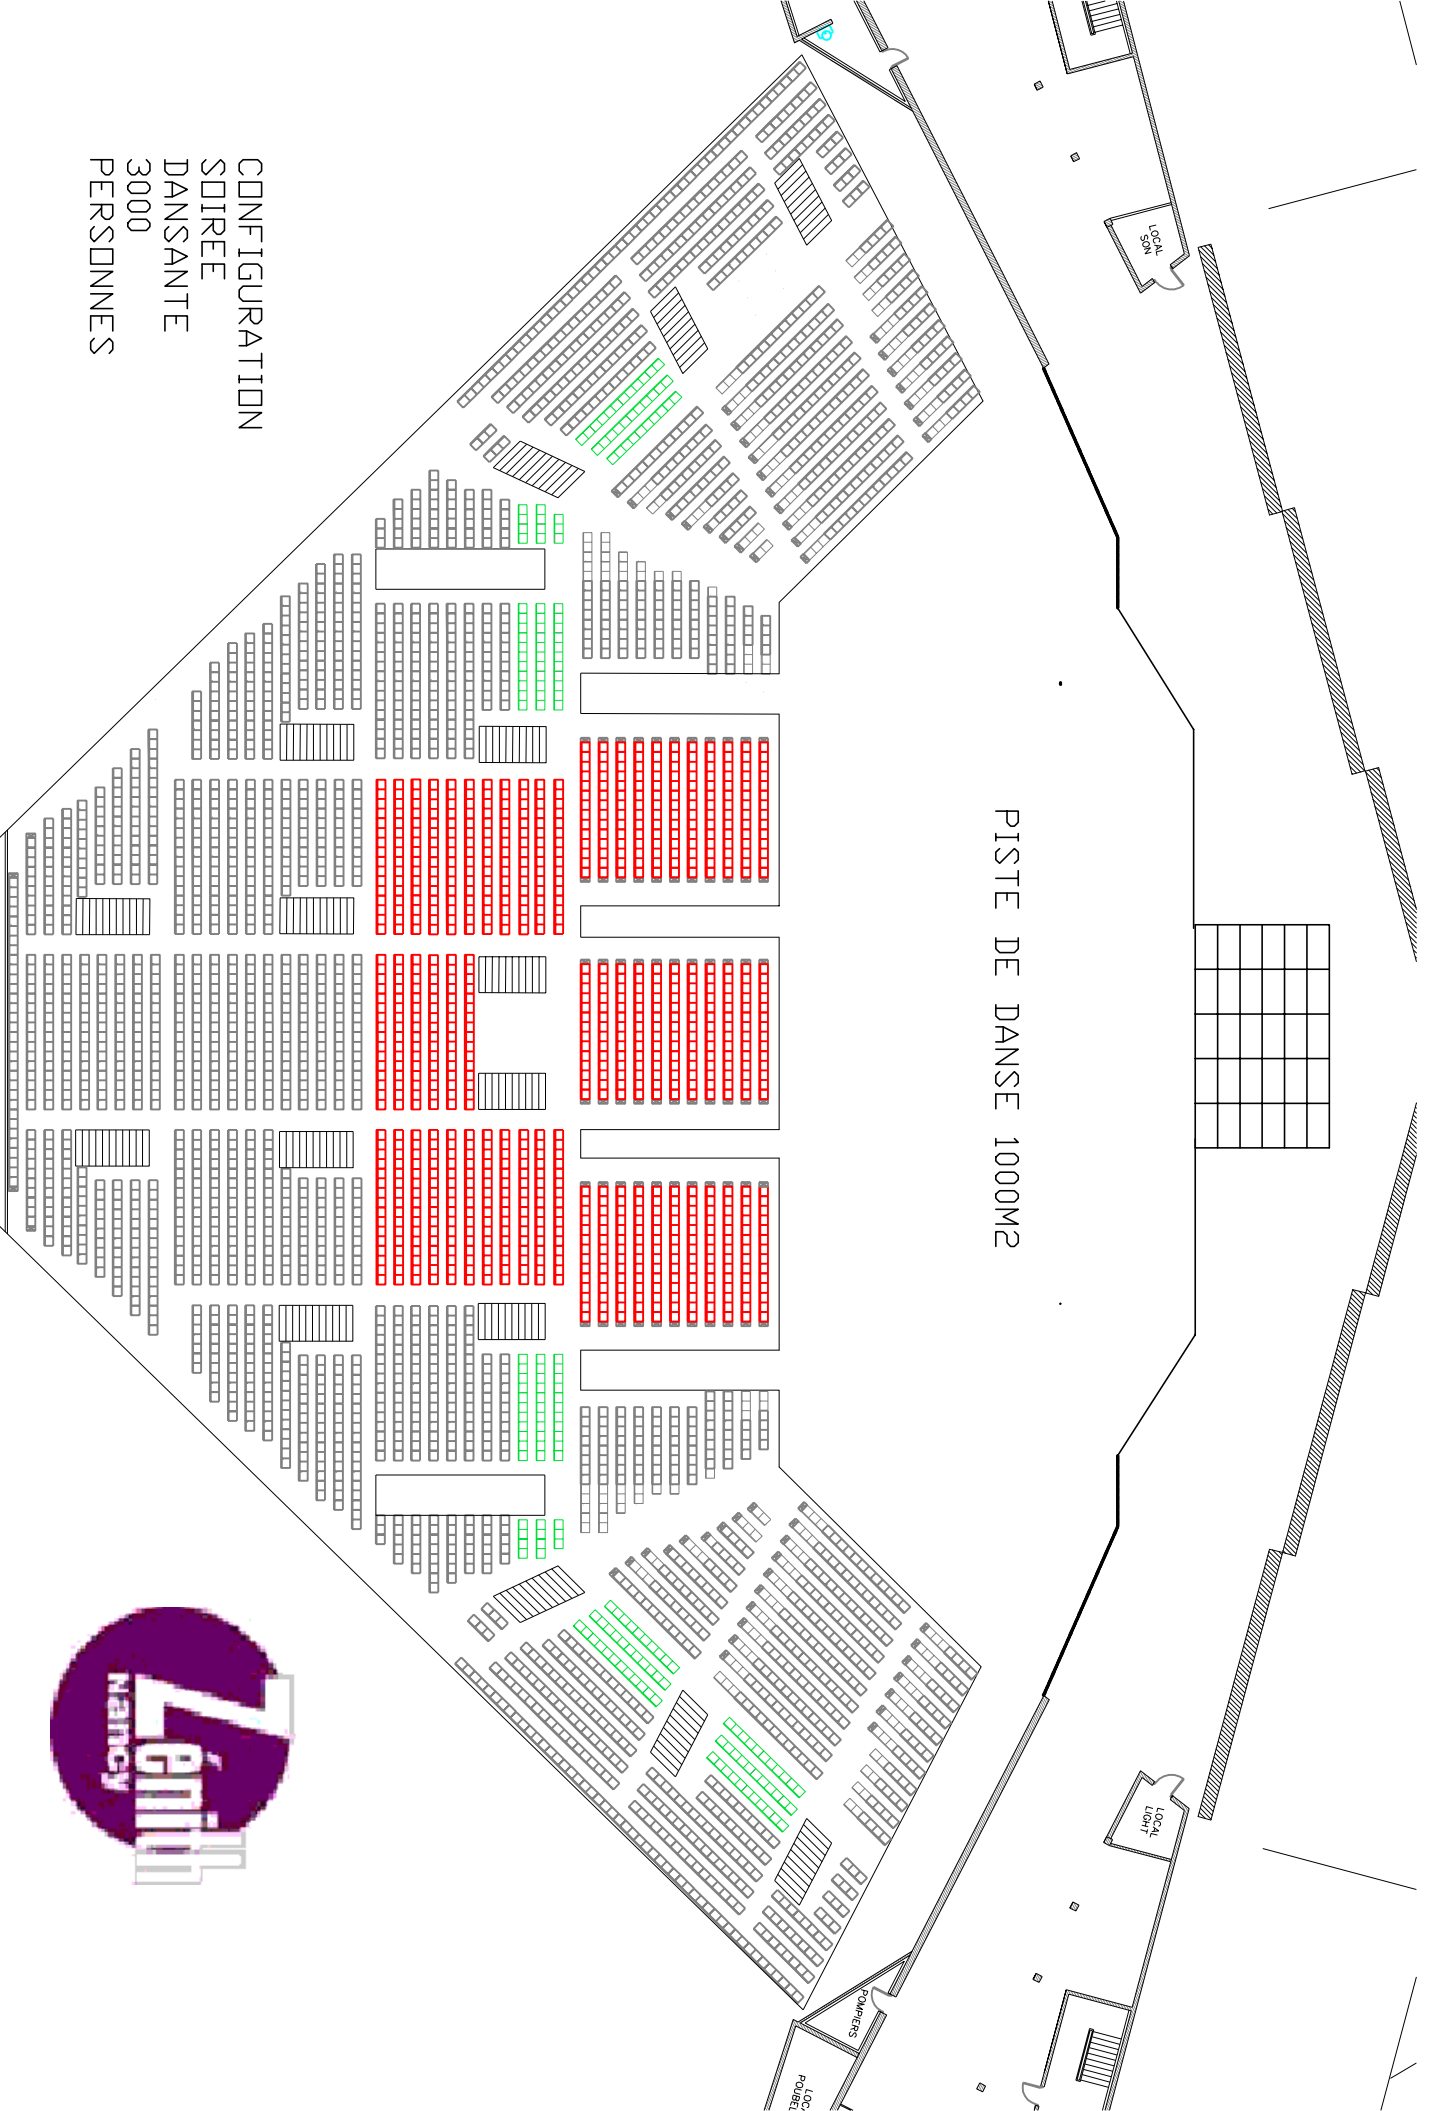 CONFIGURATION
SOIREE
DANSANTE
3000
PERSONNES
PISTE DE DANSE 1000M2
LOCAL
SON
LOCAL
LIGHT
POMPIERS
Zénith
Nancy